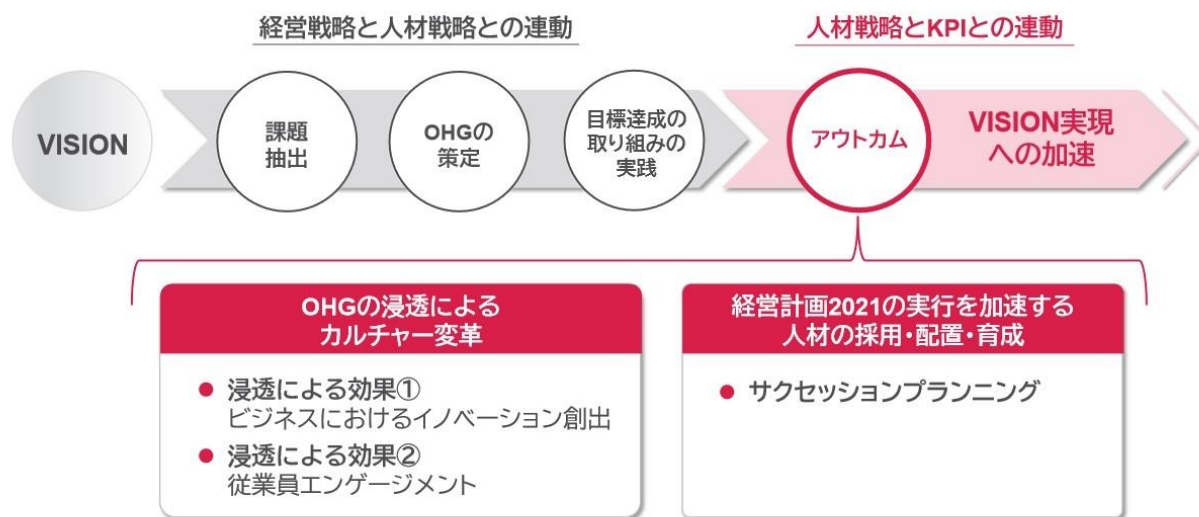 経営戦略と人材戦略との連動
人材戦略とKPIとの連動
VISION
課題
抽出
OHGの
策定
目標達成の
取り組みの
実践
アウトカム
VISION実現
への加速
OHGの浸透による
カルチャー変革
● 浸透による効果①
ビジネスにおけるイノベーション創出
● 浸透による効果②
従業員エンゲージメント
経営計画2021の実行を加速する
人材の採用・配置・育成
● サクセッションプランニング